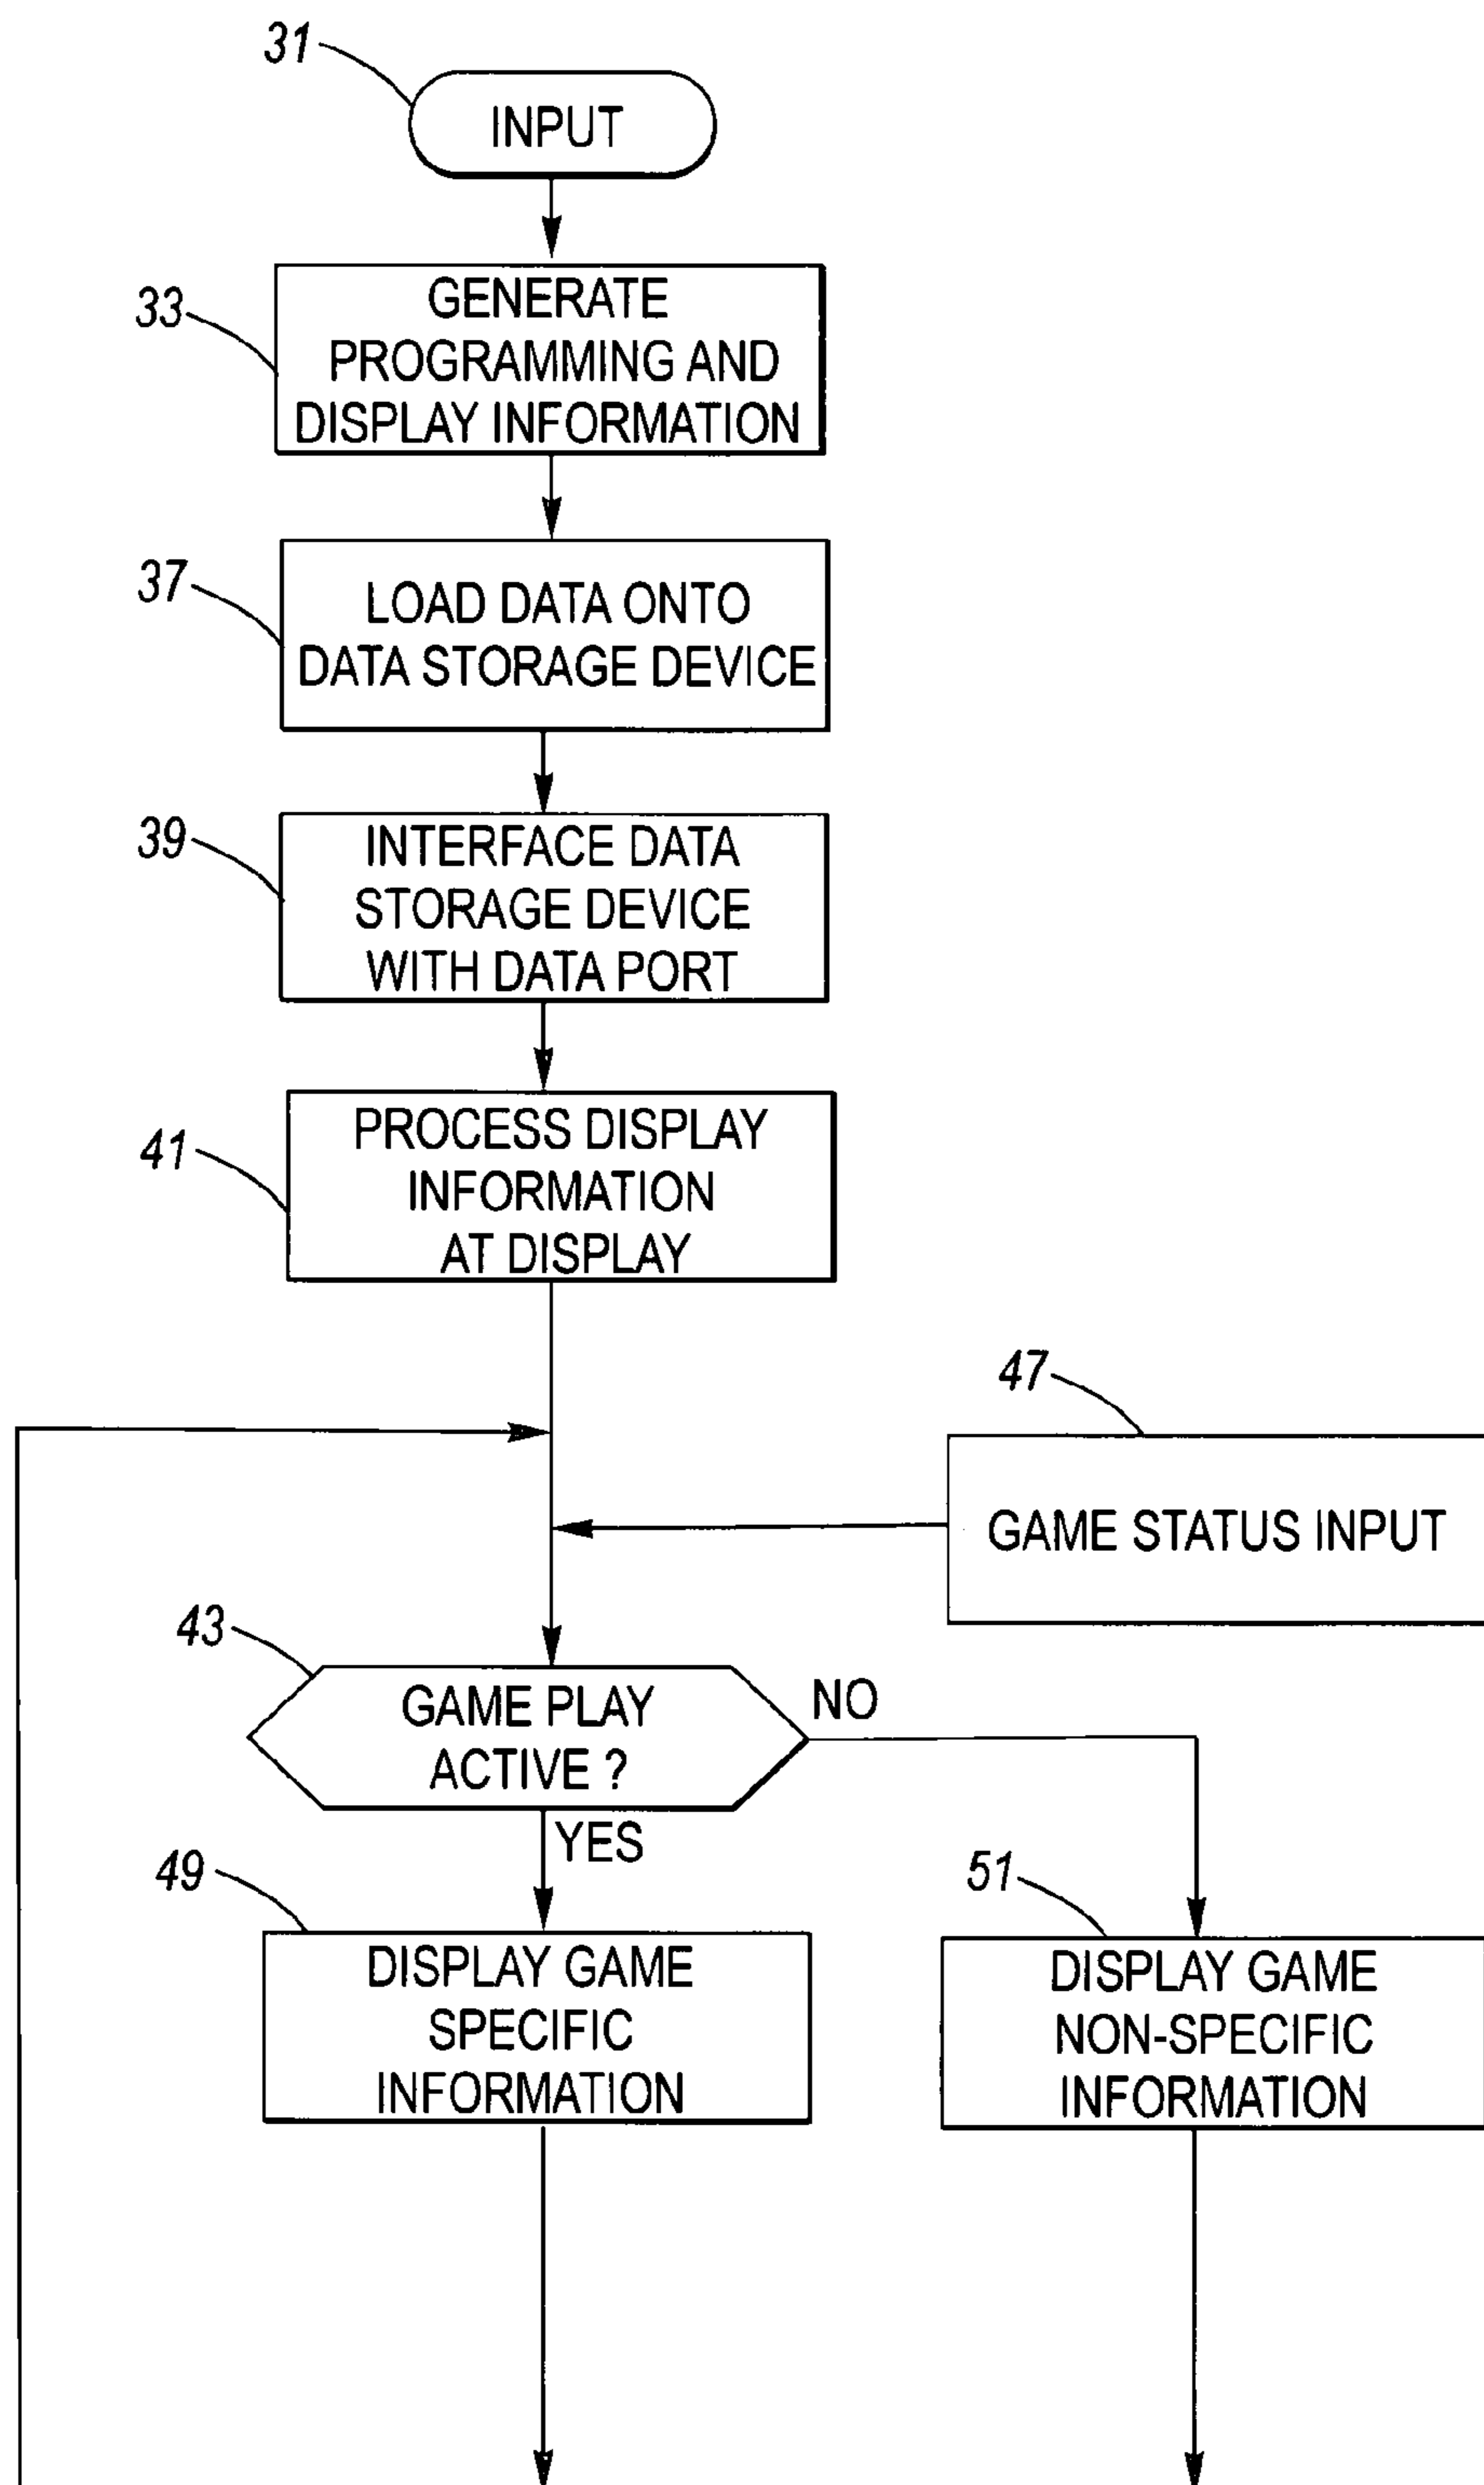 31
INPUT
33
GENERATE
PROGRAMMING AND
DISPLAY INFORMATION
37
LOAD DATA ONTO
DATA STORAGE DEVICE
39
INTERFACE DATA
STORAGE DEVICE
WITH DATA PORT
41
PROCESS DISPLAY
INFORMATION
AT DISPLAY
47
GAME STATUS INPUT
43
GAME PLAY
ACTIVE ?
NO
YES
49
DISPLAY GAME
SPECIFIC
INFORMATION
51
DISPLAY GAME
NON-SPECIFIC
INFORMATION